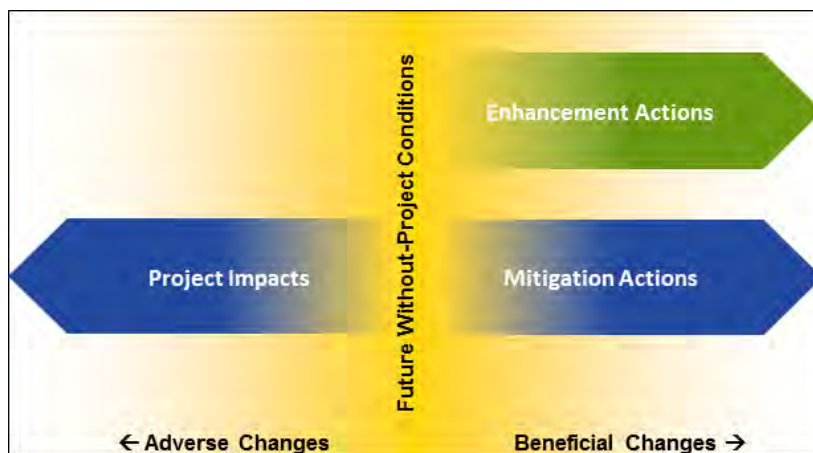 Future Without-Project Conditions
Enhancement Actions
Project Impacts
Mitigation Actions
← Adverse Changes
Beneficial Changes →